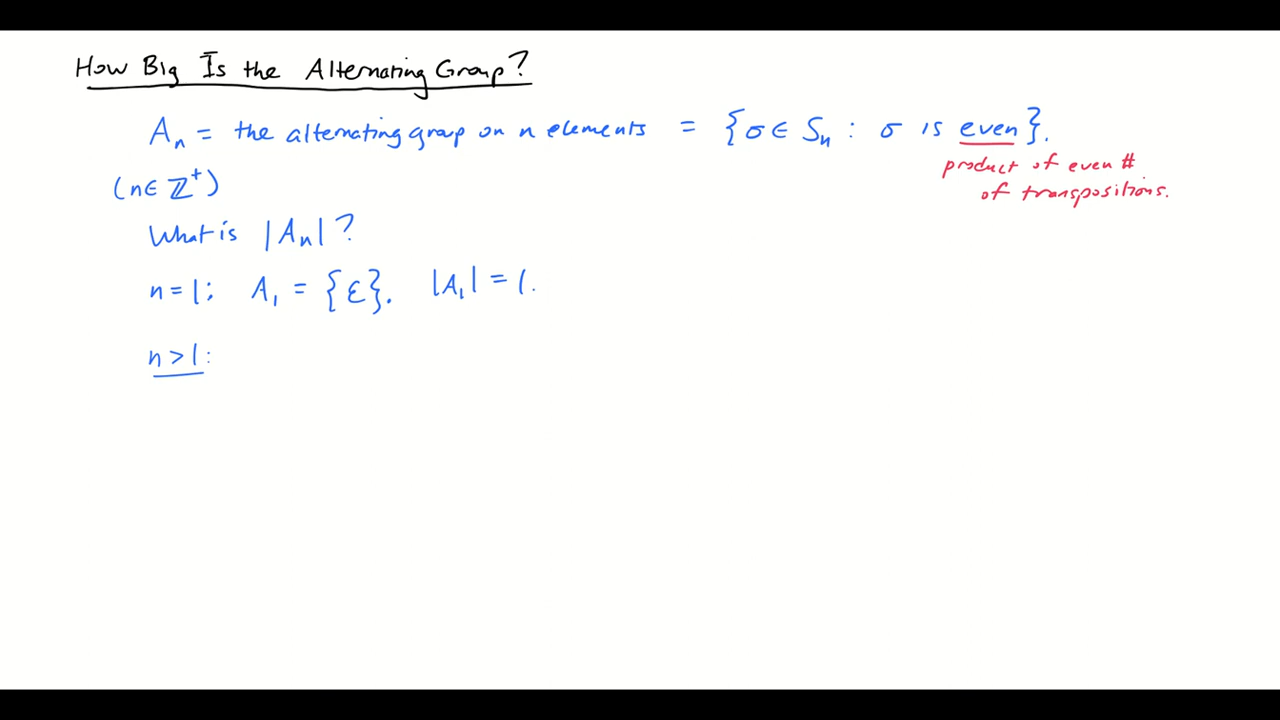 How Big Is the Alternating Group?
Aₙ = the alternating group on n elements = {σ ∈ Sₙ : σ is even}.
product of even #
of transpositions.
(n ∈ ℤ⁺)
What is |Aₙ| ?
n = 1: A₁ = {ε}. |A₁| = 1.
n > 1: